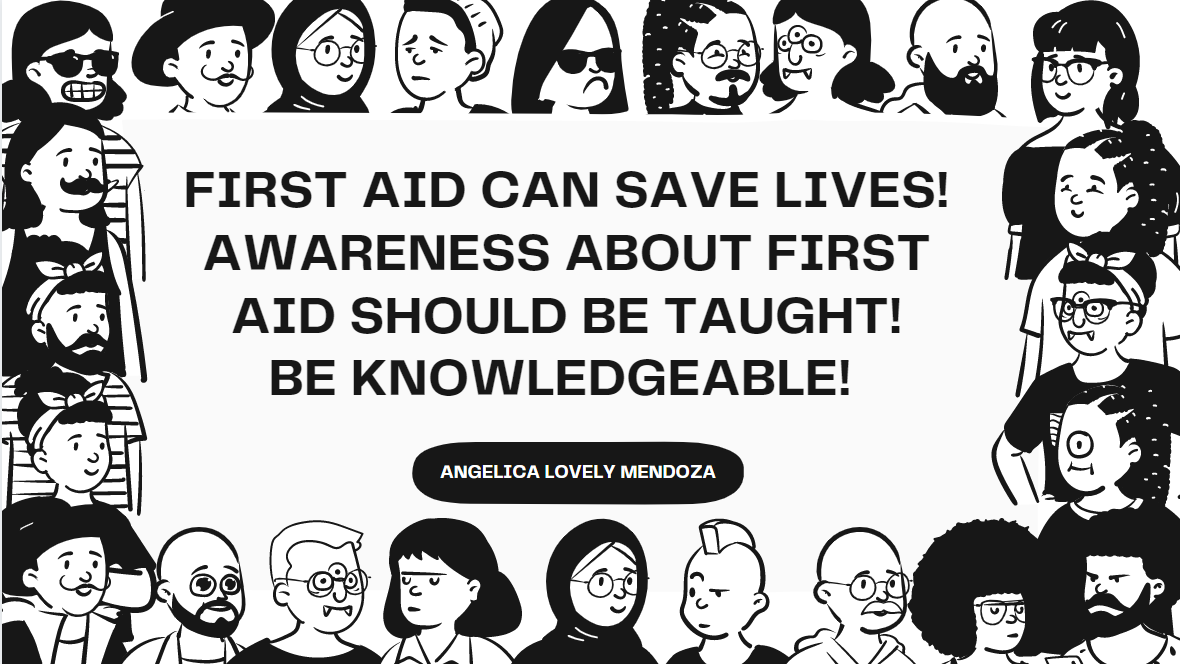 FIRST AID CAN SAVE LIVES!
AWARENESS ABOUT FIRST
AID SHOULD BE TAUGHT!
BE KNOWLEDGEABLE!
ANGELICA LOVELY MENDOZA